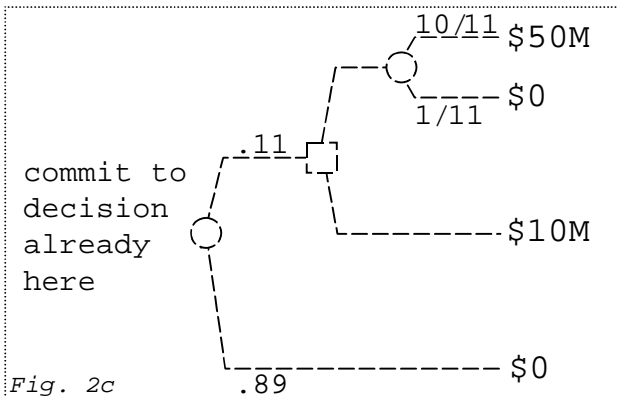 10/11 $50M
$0
1/11
.11
commit to
decision
already
here
$10M
$0
Fig. 2c .89